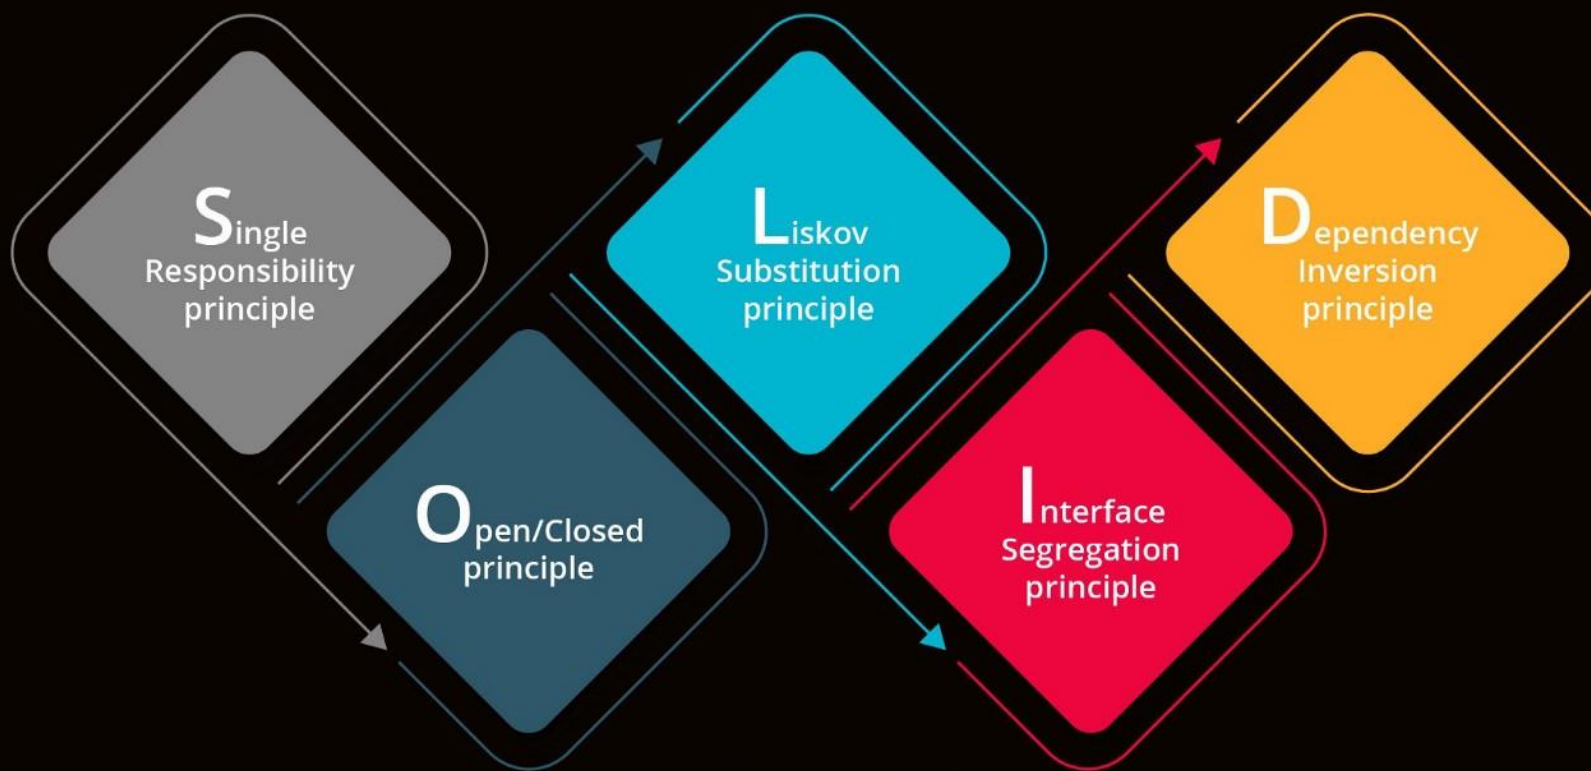 Single
Responsibility
principle
Open/Closed
principle
Liskov
Substitution
principle
Interface
Segregation
principle
Dependency
Inversion
principle